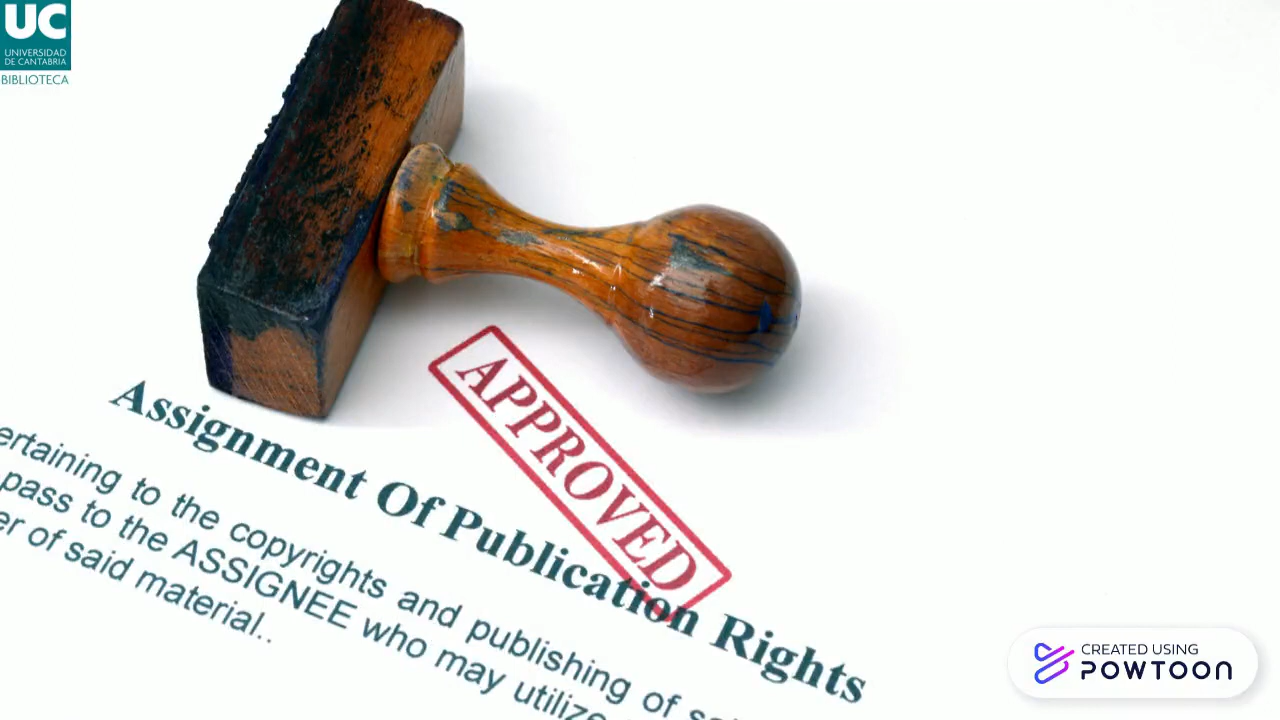 UC
UNIVERSIDAD
DE CANTABRIA
BIBLIOTECA
APPROVED
Assignment Of Publication Rights
ertaining to the copyrights and publishing of
pass to the ASSIGNEE who may utilize
er of said material..
CREATED USING
POWTOON